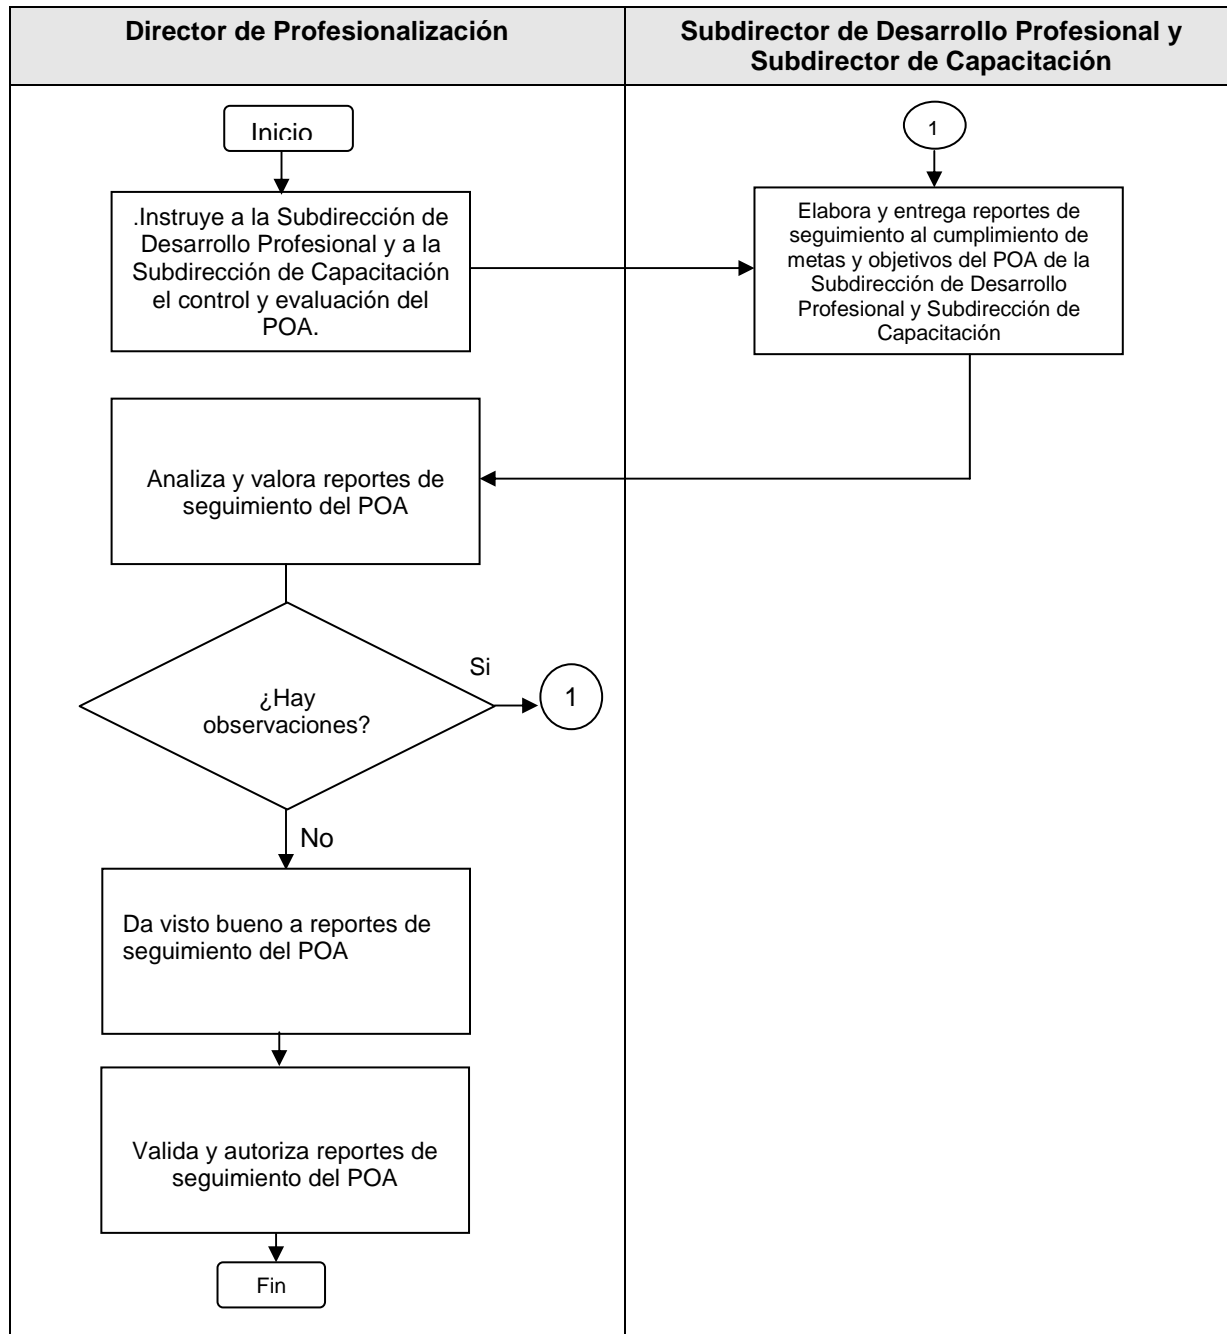 Director de Profesionalización
Subdirector de Desarrollo Profesional y
Subdirector de Capacitación
Inicio
1
.Instruye a la Subdirección de
Desarrollo Profesional y a la
Subdirección de Capacitación
el control y evaluación del
POA.
Elabora y entrega reportes de
seguimiento al cumplimiento de
metas y objetivos del POA de la
Subdirección de Desarrollo
Profesional y Subdirección de
Capacitación
Analiza y valora reportes de
seguimiento del POA
¿Hay
observaciones?
Si
1
No
Da visto bueno a reportes de
seguimiento del POA
Valida y autoriza reportes de
seguimiento del POA
Fin